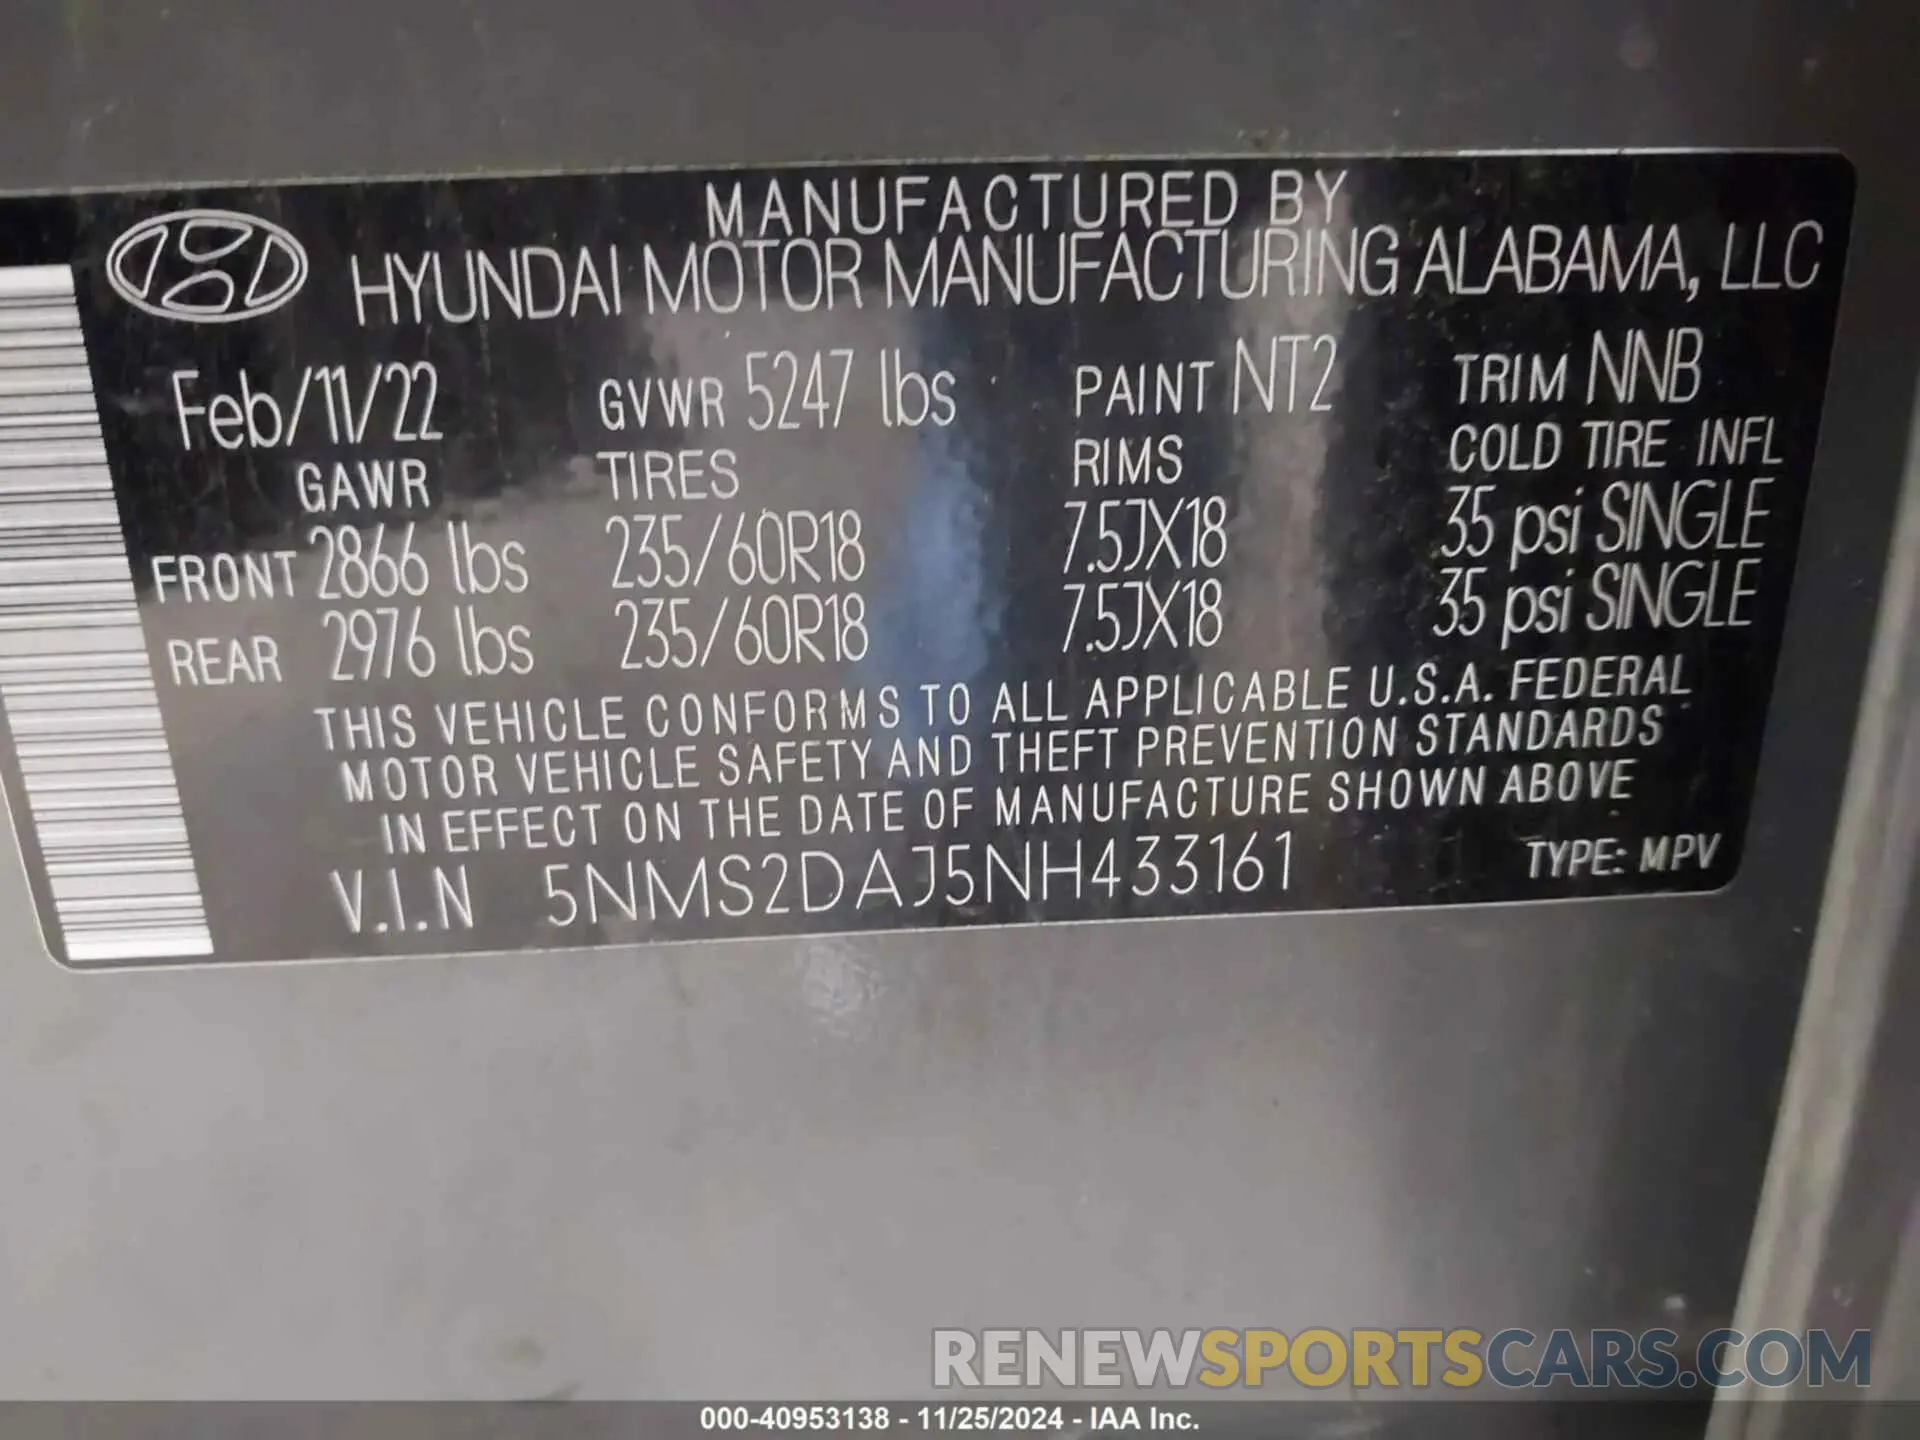 MANUFACTURED BY
HYUNDAI MOTOR MANUFACTURING ALABAMA, LLC
Feb/11/22 GVWR 5247 lbs PAINT NT2 TRIM NNB
GAWR TIRES RIMS COLD TIRE INFL
FRONT 2866 lbs 235/60R18 7.5JX18 35 psi SINGLE
REAR 2976 lbs 235/60R18 7.5JX18 35 psi SINGLE
THIS VEHICLE CONFORMS TO ALL APPLICABLE U.S.A. FEDERAL
MOTOR VEHICLE SAFETY AND THEFT PREVENTION STANDARDS
IN EFFECT ON THE DATE OF MANUFACTURE SHOWN ABOVE
V.I.N 5NMS2DAJ5NH433161 TYPE: MPV
RENEWSPORTSCARS.COM
000-40953138 - 11/25/2024 - IAA Inc.